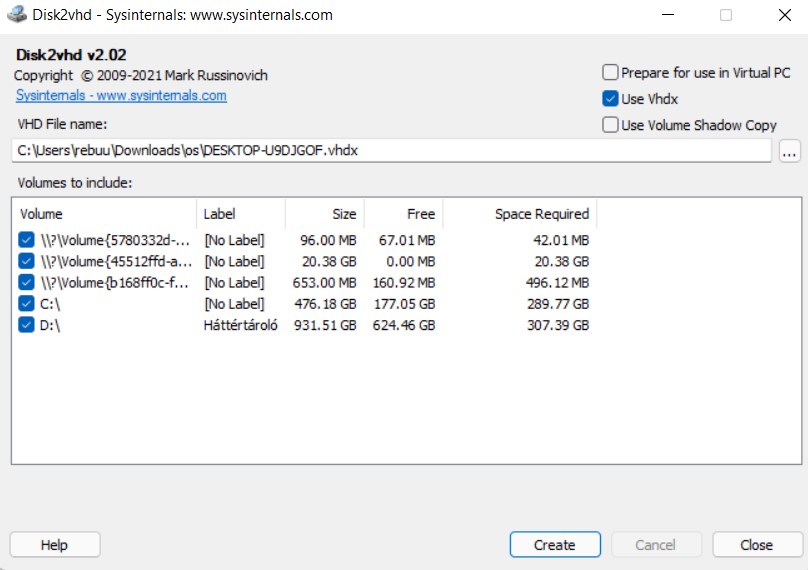 Disk2vhd - Sysinternals: www.sysinternals.com
Disk2vhd v2.02
Copyright © 2009-2021 Mark Russinovich
Sysinternals - www.sysinternals.com
Prepare for use in Virtual PC
Use Vhdx
Use Volume Shadow Copy
VHD File name:
C:\Users\rebuu\Downloads\os\DESKTOP-U9DJGOF.vhdx
...
Volumes to include:
Volume Label Size Free Space Required
\\?\Volume{5780332d-... [No Label] 96.00 MB 67.01 MB 42.01 MB
\\?\Volume{45512ffd-a... [No Label] 20.38 GB 0.00 MB 20.38 GB
\\?\Volume{b168ff0c-f... [No Label] 653.00 MB 160.92 MB 496.12 MB
C:\ [No Label] 476.18 GB 177.05 GB 289.77 GB
D:\ Háttértároló 931.51 GB 624.46 GB 307.39 GB
Help Create Cancel Close